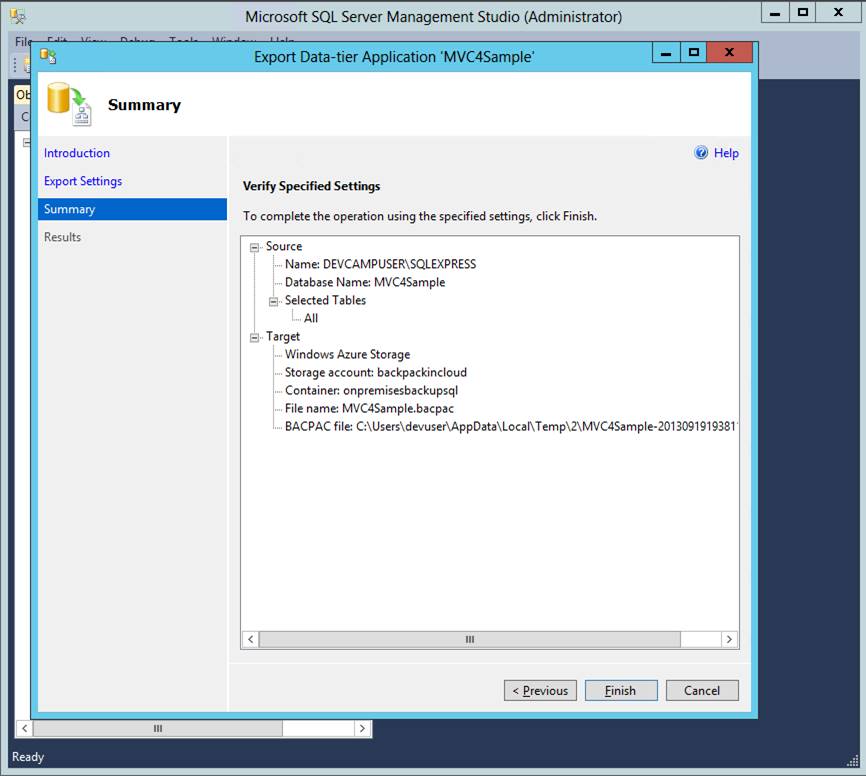 Microsoft SQL Server Management Studio (Administrator)
File Edit View Debug Tools Window Help
Export Data-tier Application 'MVC4Sample'
Summary
Introduction
Export Settings
Summary
Results
Help
Verify Specified Settings
To complete the operation using the specified settings, click Finish.
Source
Name: DEVCAMPUSER\SQLEXPRESS
Database Name: MVC4Sample
Selected Tables
All
Target
Windows Azure Storage
Storage account: backpackincloud
Container: onpremisesbackupsql
File name: MVC4Sample.bacpac
BACPAC file: C:\Users\devuser\AppData\Local\Temp\2\MVC4Sample-2013091919381
< Previous
Finish
Cancel
Ready